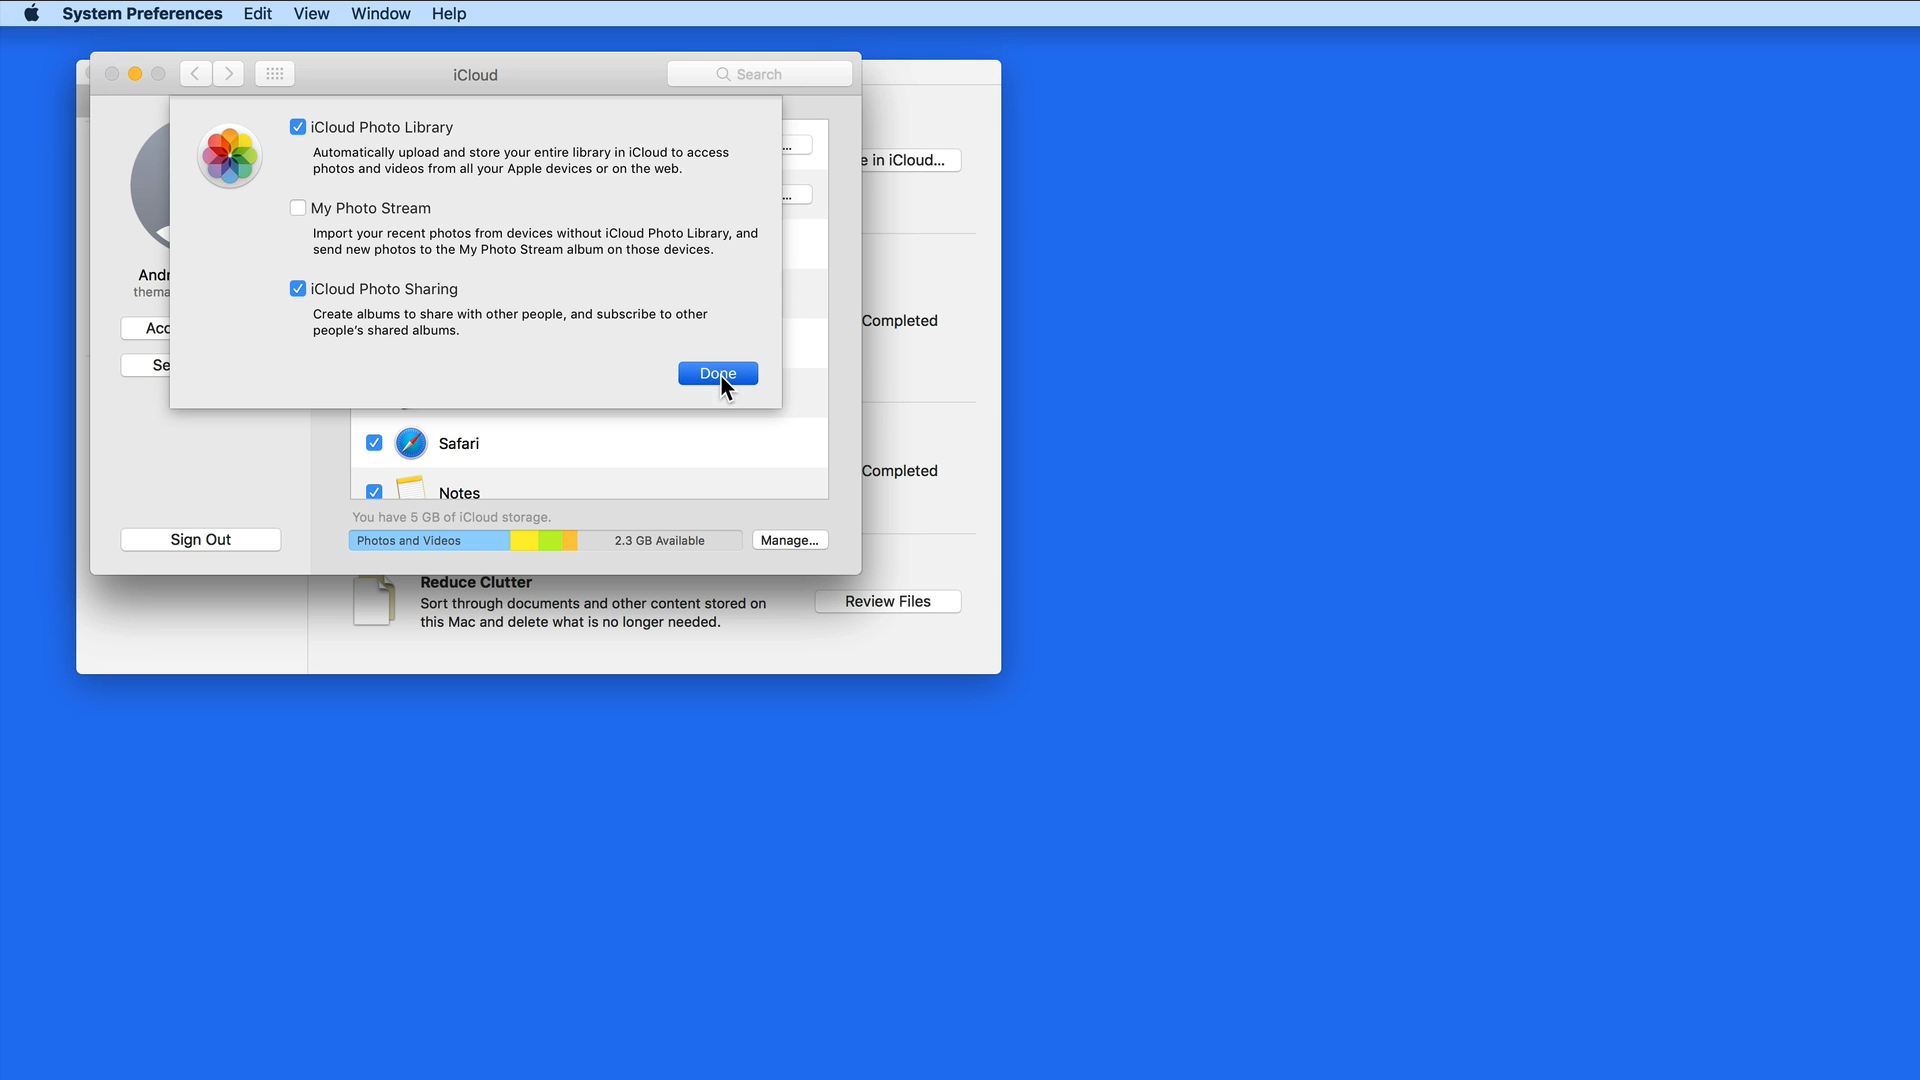 System Preferences Edit View Window Help
iCloud
Search
iCloud Photo Library
Automatically upload and store your entire library in iCloud to access
photos and videos from all your Apple devices or on the web.
My Photo Stream
Import your recent photos from devices without iCloud Photo Library, and
send new photos to the My Photo Stream album on those devices.
iCloud Photo Sharing
Create albums to share with other people, and subscribe to other
people's shared albums.
Done
...
...
e in iCloud...
Andr
thema
Acc
Se
Completed
Safari
Completed
Notes
You have 5 GB of iCloud storage.
Sign Out
Photos and Videos
2.3 GB Available
Manage...
Reduce Clutter
Sort through documents and other content stored on
this Mac and delete what is no longer needed.
Review Files